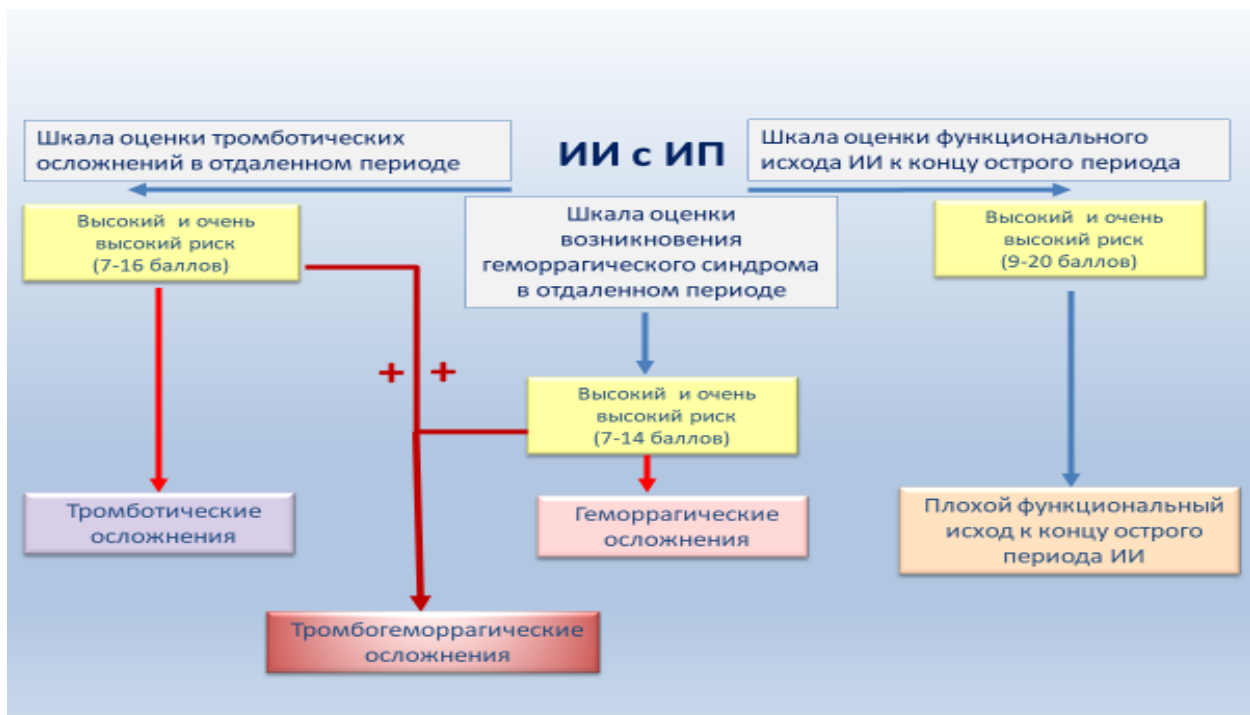 Шкала оценки тромботических
осложнений в отдаленном периоде
ИИ с ИП
Шкала оценки функционального
исхода ИИ к концу острого периода
Высокий и очень
высокий риск
(7-16 баллов)
Шкала оценки
возникновения
геморрагического синдрома
в отдаленном периоде
Высокий и очень
высокий риск
(9-20 баллов)
+ +
Высокий и очень
высокий риск
(7-14 баллов)
Тромботические
осложнения
Геморрагические
осложнения
Плохой функциональный
исход к концу острого
периода ИИ
Тромбогеморрагические
осложнения